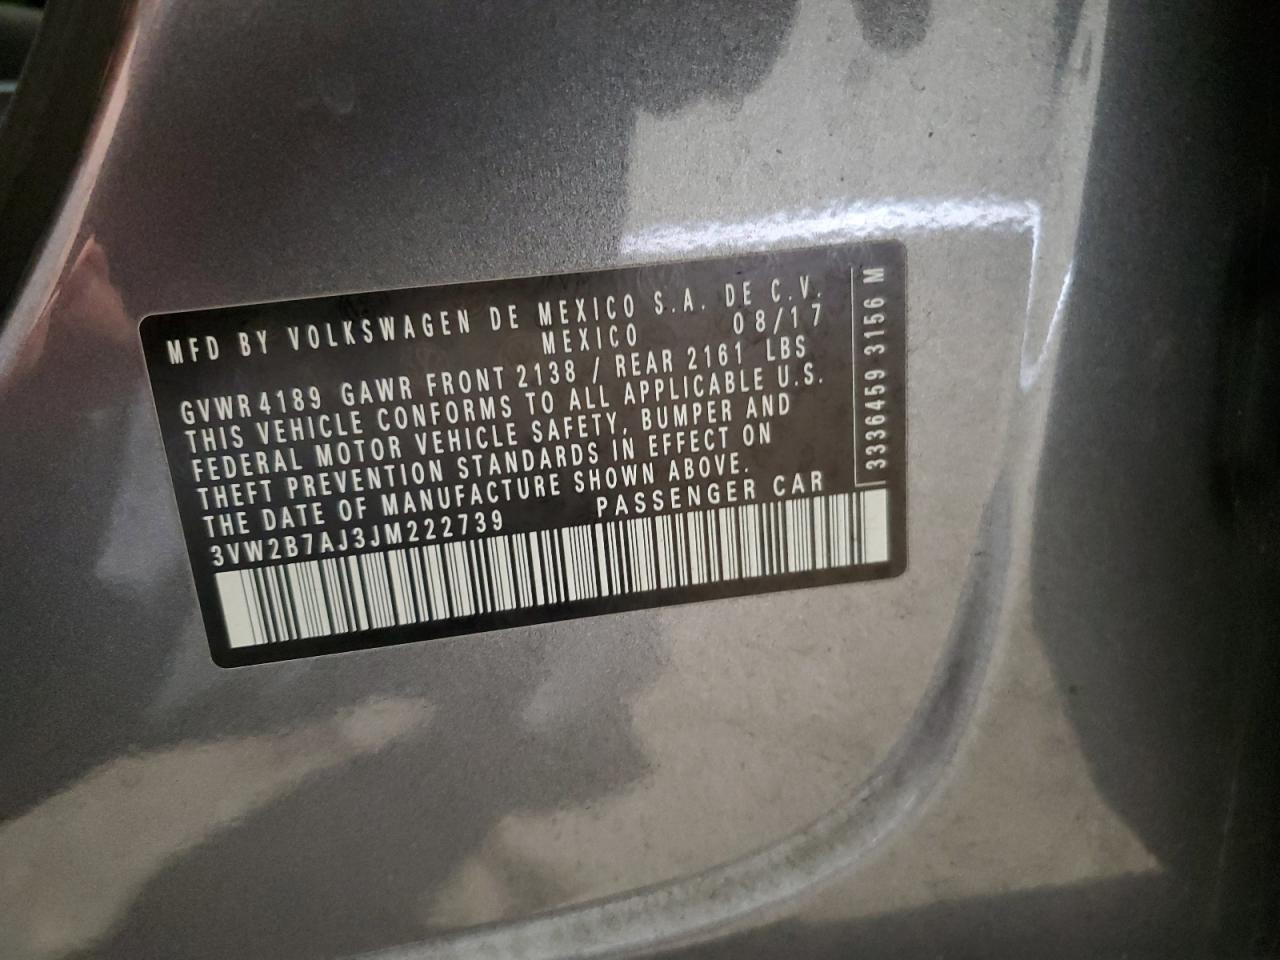 MFD BY VOLKSWAGEN DE MEXICO S.A. DE C.V.
MEXICO 08/17
GVWR 4189 GAWR FRONT 2138 / REAR 2161 LBS
THIS VEHICLE CONFORMS TO ALL APPLICABLE U.S.
FEDERAL MOTOR VEHICLE SAFETY, BUMPER AND
THEFT PREVENTION STANDARDS IN EFFECT ON
THE DATE OF MANUFACTURE SHOWN ABOVE.
3VW2B7AJ3JM222739 PASSENGER CAR
3336459 3156 M